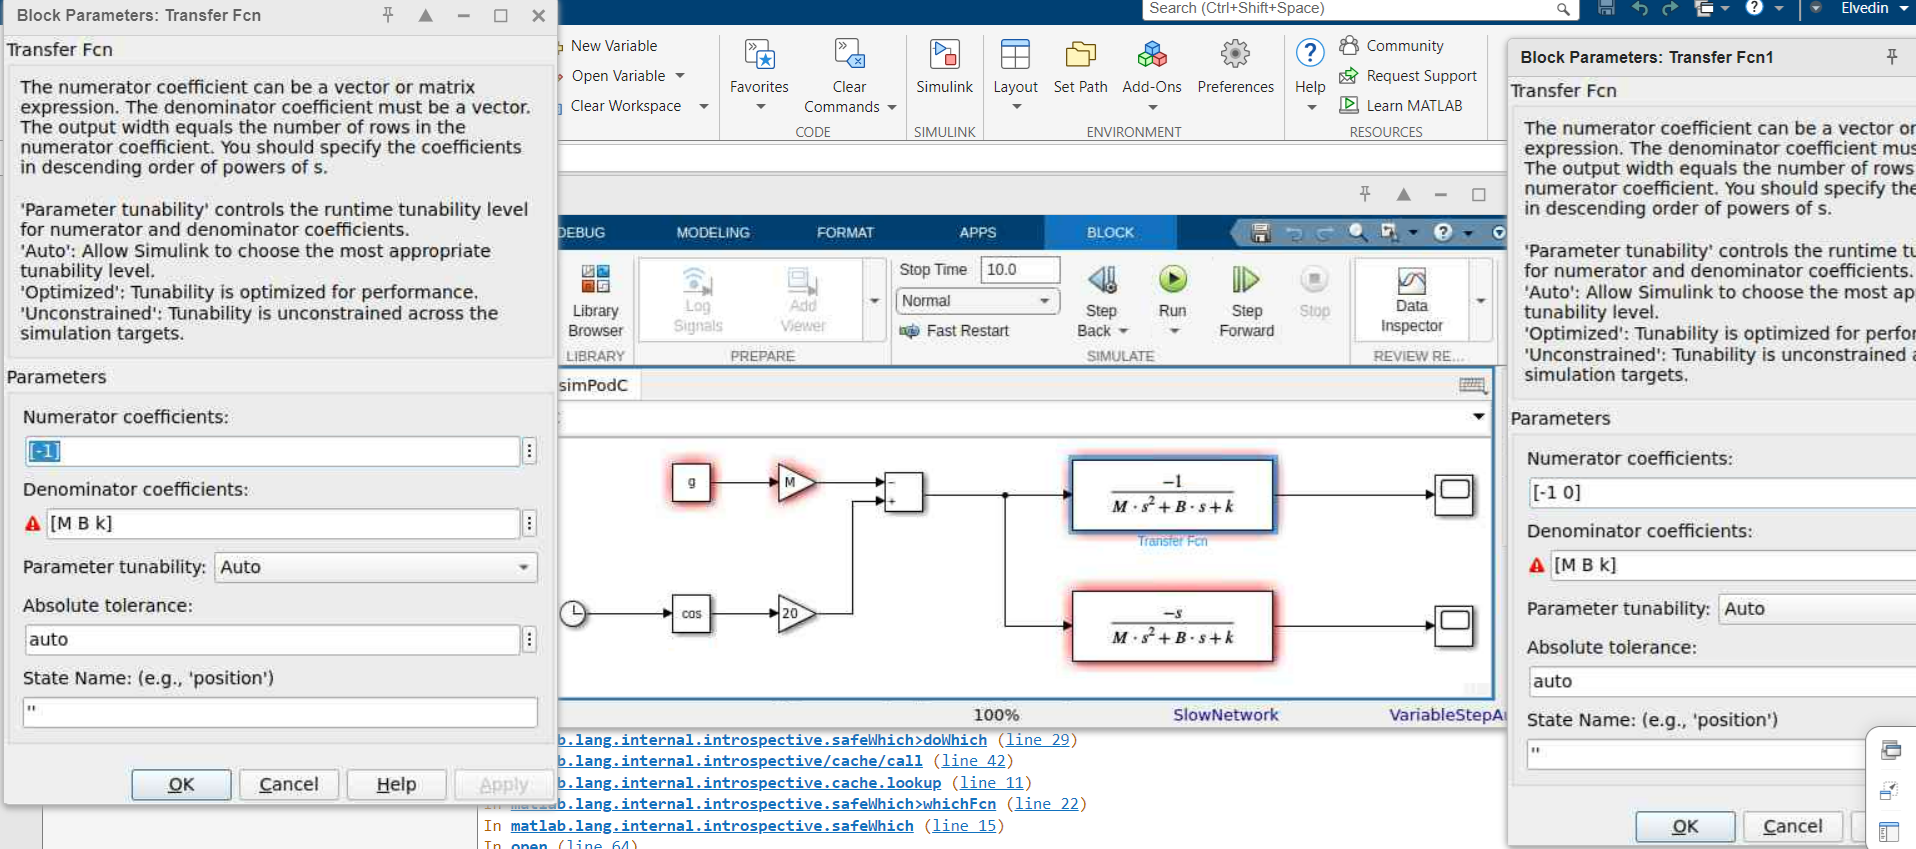 Block Parameters: Transfer Fcn
Transfer Fcn
The numerator coefficient can be a vector or matrix
expression. The denominator coefficient must be a vector.
The output width equals the number of rows in the
numerator coefficient. You should specify the coefficients
in descending order of powers of s.
'Parameter tunability' controls the runtime tunability level
for numerator and denominator coefficients.
'Auto': Allow Simulink to choose the most appropriate
tunability level.
'Optimized': Tunability is optimized for performance.
'Unconstrained': Tunability is unconstrained across the
simulation targets.
Parameters
Numerator coefficients:
[-1]
Denominator coefficients:
[M B k]
Parameter tunability: Auto
Absolute tolerance:
auto
State Name: (e.g., 'position')
''
OK Cancel Help Apply
Search (Ctrl+Shift+Space)
Elvedin
New Variable
Open Variable
Clear Workspace
Favorites
Clear
Commands
CODE
Simulink
SIMULINK
Layout
Set Path
Add-Ons
Preferences
ENVIRONMENT
Help
Community
Request Support
Learn MATLAB
RESOURCES
DEBUG MODELING FORMAT APPS BLOCK
Library
Browser
LIBRARY
Log
Signals
Add
Viewer
PREPARE
Stop Time 10.0
Normal
Fast Restart
Step
Back
Run
Step
Forward
Stop
SIMULATE
Data
Inspector
REVIEW RE...
simPodC
g
M
−
+
cos
20
−1
M · s² + B · s + k
Transfer Fcn
−s
M · s² + B · s + k
100% SlowNetwork VariableStepAu
b.lang.internal.introspective.safeWhich>doWhich (line 29)
b.lang.internal.introspective/cache/call (line 42)
b.lang.internal.introspective.cache.lookup (line 11)
In matlab.lang.internal.introspective.safeWhich>whichFcn (line 22)
In matlab.lang.internal.introspective.safeWhich (line 15)
In open (line 64)
Block Parameters: Transfer Fcn1
Transfer Fcn
The numerator coefficient can be a vector or
expression. The denominator coefficient mus
The output width equals the number of rows
numerator coefficient. You should specify the
in descending order of powers of s.
'Parameter tunability' controls the runtime tu
for numerator and denominator coefficients.
'Auto': Allow Simulink to choose the most ap
tunability level.
'Optimized': Tunability is optimized for perfor
'Unconstrained': Tunability is unconstrained a
simulation targets.
Parameters
Numerator coefficients:
[-1 0]
Denominator coefficients:
[M B k]
Parameter tunability: Auto
Absolute tolerance:
auto
State Name: (e.g., 'position')
''
OK Cancel